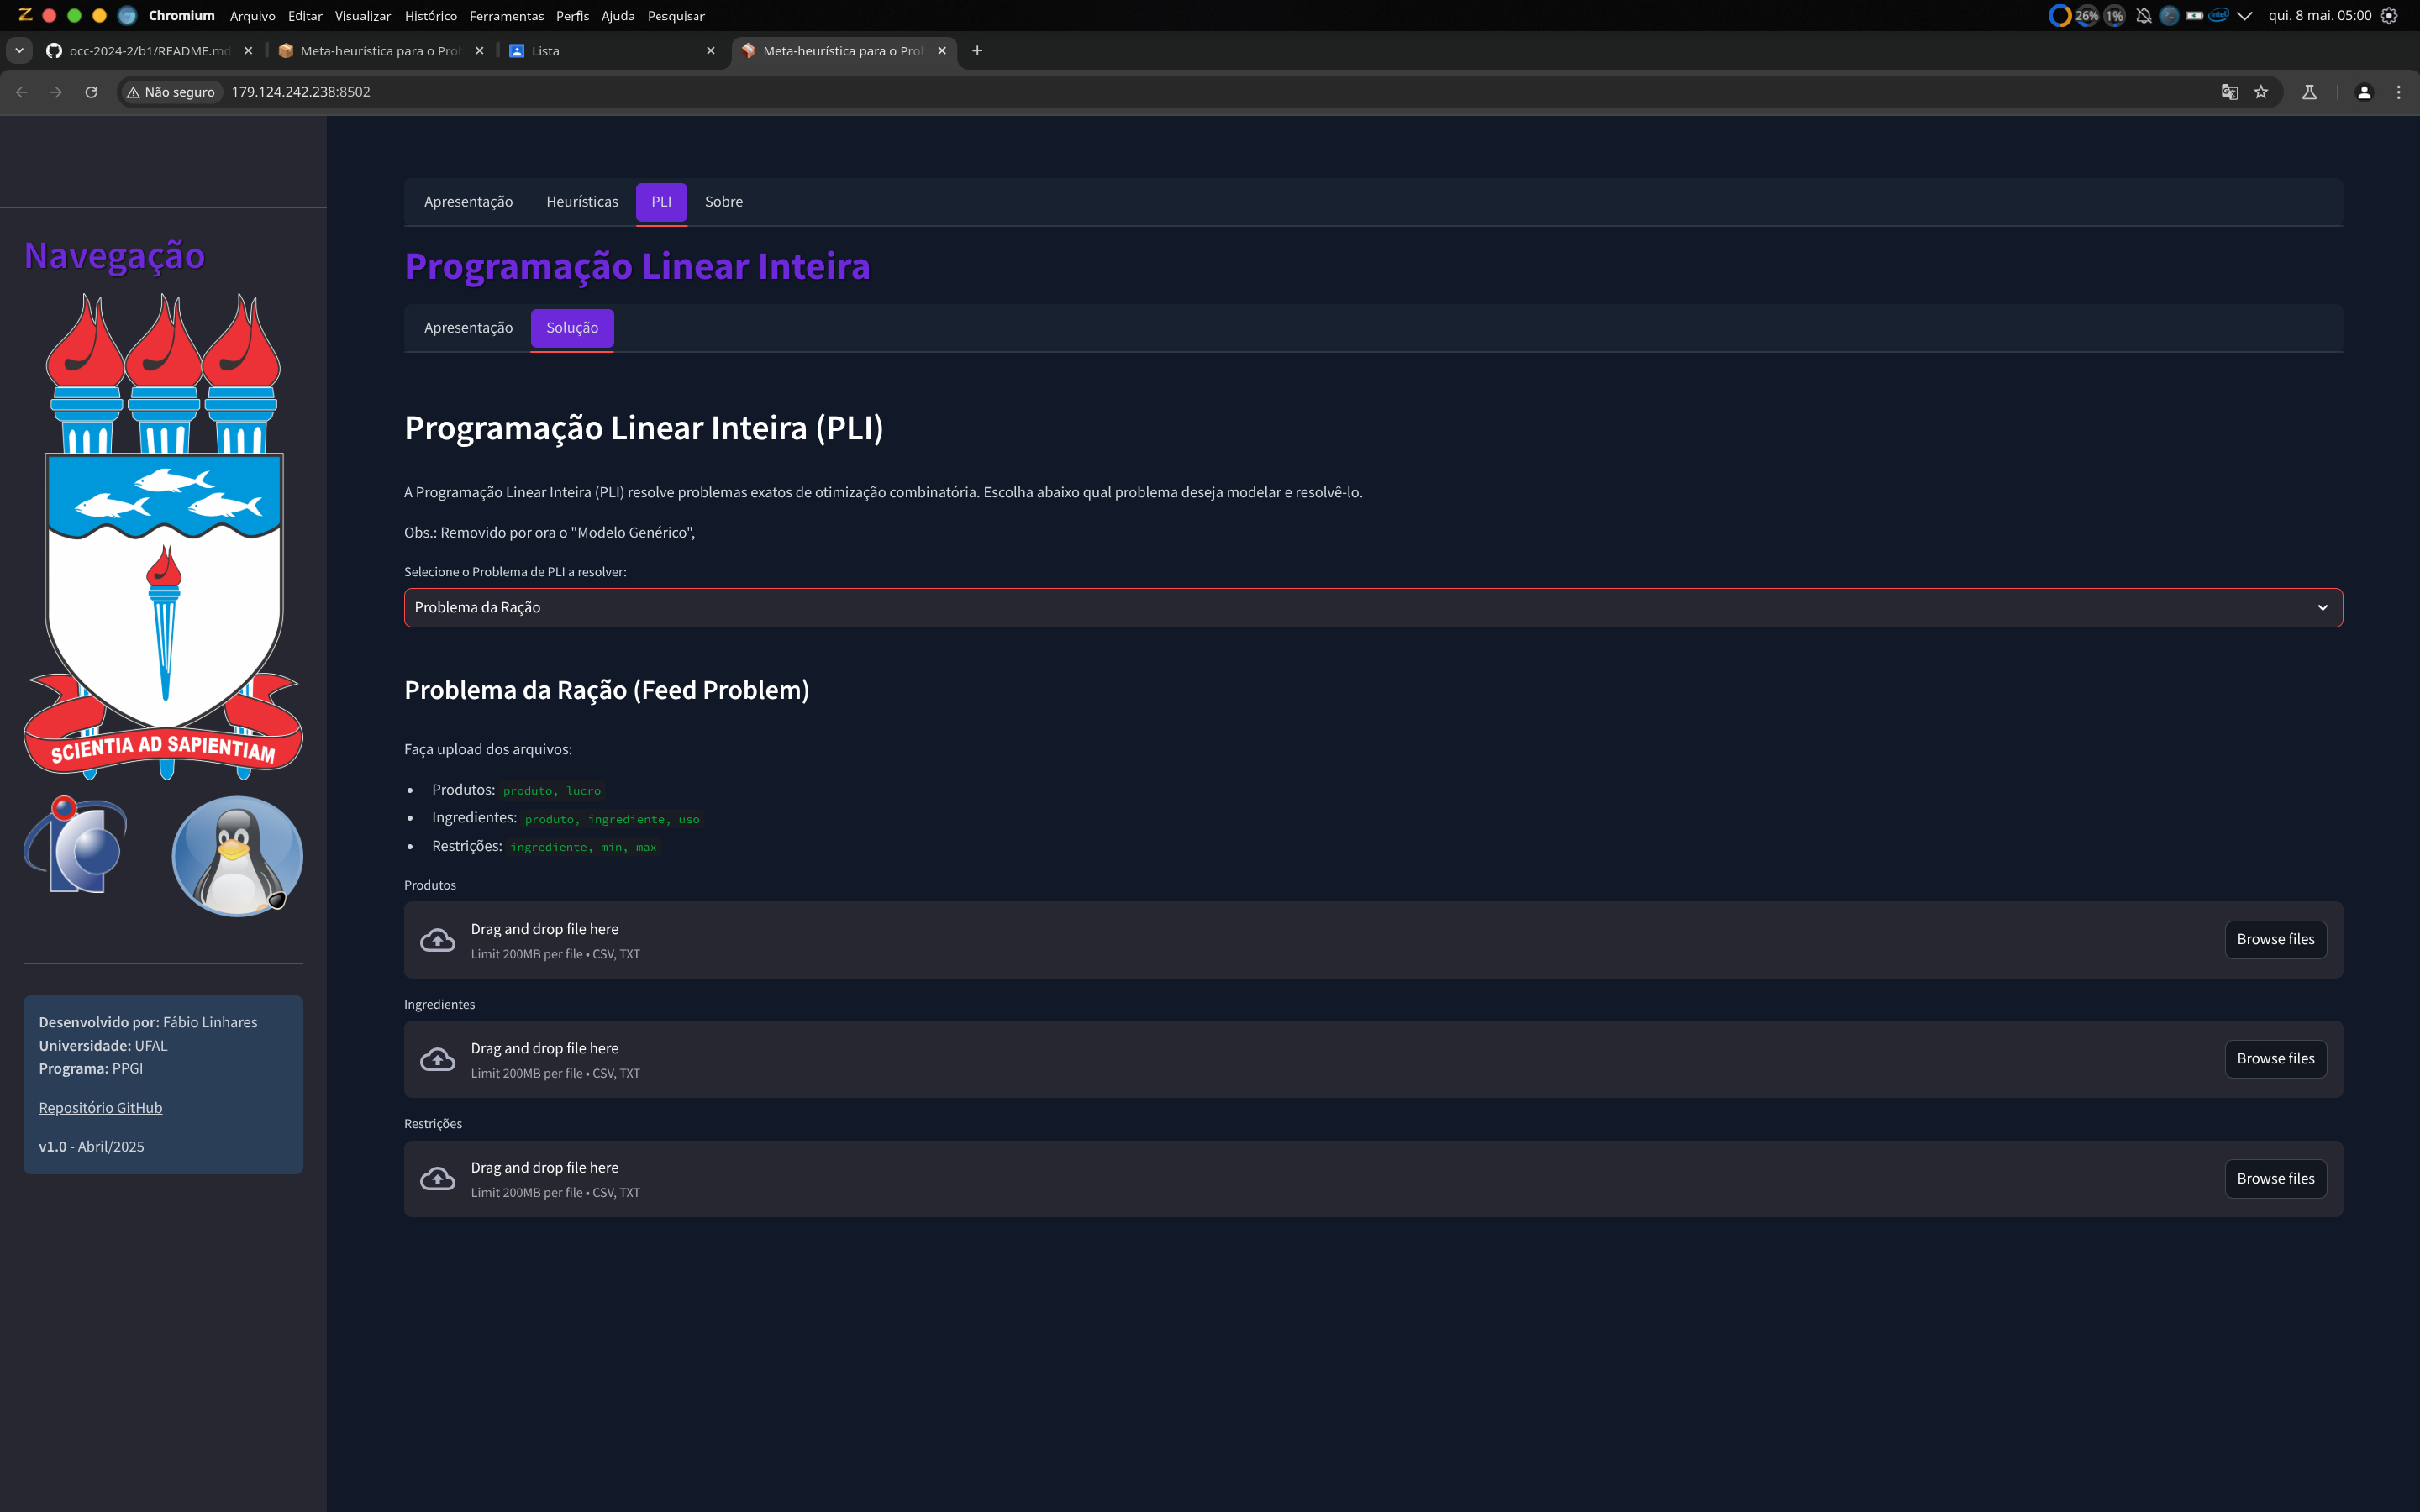 Chromium Arquivo Editar Visualizar Histórico Ferramentas Perfis Ajuda Pesquisar
26% 1% intel qui. 8 mai. 05:00
occ-2024-2/b1/README.md Meta-heurística para o Pro Lista Meta-heurística para o Pro
Não seguro 179.124.242.238:8502
Navegação
SCIENTIA AD SAPIENTIAM
Desenvolvido por: Fábio Linhares
Universidade: UFAL
Programa: PPGI
Repositório GitHub
v1.0 - Abril/2025
Apresentação Heurísticas PLI Sobre
Programação Linear Inteira
Apresentação Solução
Programação Linear Inteira (PLI)
A Programação Linear Inteira (PLI) resolve problemas exatos de otimização combinatória. Escolha abaixo qual problema deseja modelar e resolvê-lo.
Obs.: Removido por ora o "Modelo Genérico",
Selecione o Problema de PLI a resolver:
Problema da Ração
Problema da Ração (Feed Problem)
Faça upload dos arquivos:
• Produtos: produto, lucro
• Ingredientes: produto, ingrediente, uso
• Restrições: ingrediente, min, max
Produtos
Drag and drop file here
Limit 200MB per file • CSV, TXT
Browse files
Ingredientes
Drag and drop file here
Limit 200MB per file • CSV, TXT
Browse files
Restrições
Drag and drop file here
Limit 200MB per file • CSV, TXT
Browse files